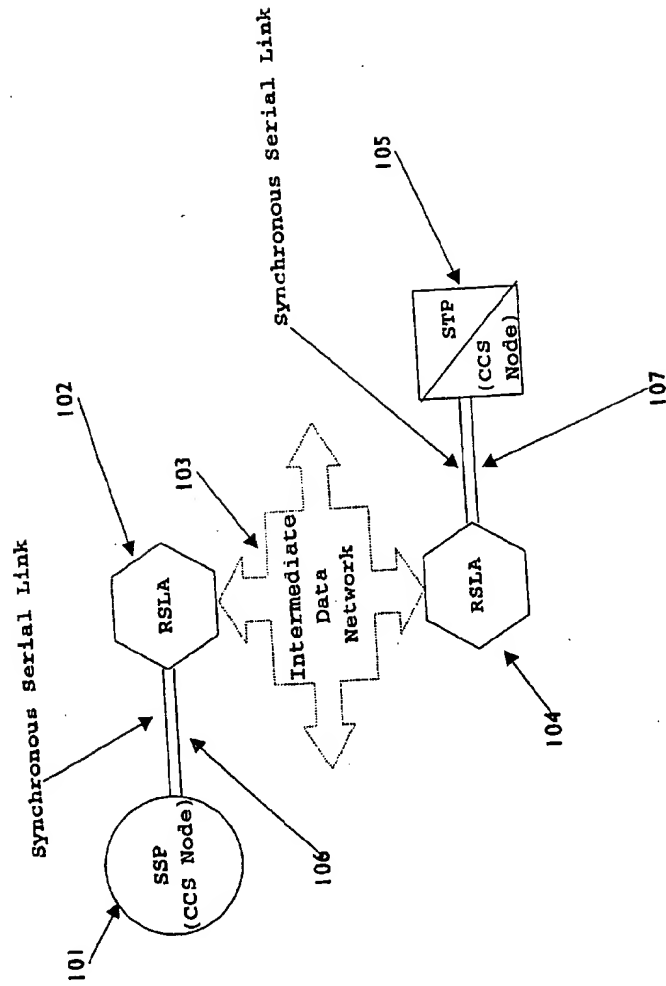 Synchronous Serial Link
102
101
SSP
(CCS Node)
RSLA
106
103
Intermediate
Data
Network
Synchronous Serial Link
105
RSLA
STP
(CCS
Node)
104
107